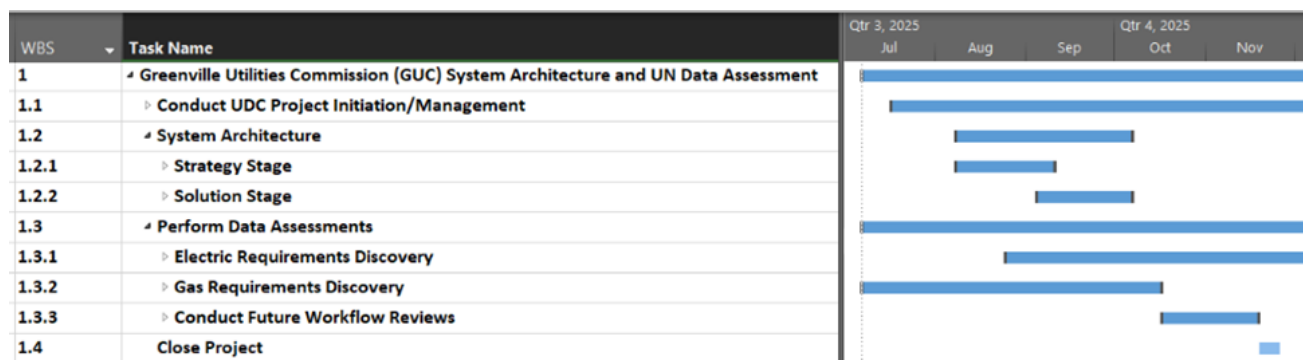 Qtr 3, 2025 Qtr 4, 2025
WBS Task Name Jul Aug Sep Oct Nov
1 Greenville Utilities Commission (GUC) System Architecture and UN Data Assessment
1.1 Conduct UDC Project Initiation/Management
1.2 System Architecture
1.2.1 Strategy Stage
1.2.2 Solution Stage
1.3 Perform Data Assessments
1.3.1 Electric Requirements Discovery
1.3.2 Gas Requirements Discovery
1.3.3 Conduct Future Workflow Reviews
1.4 Close Project